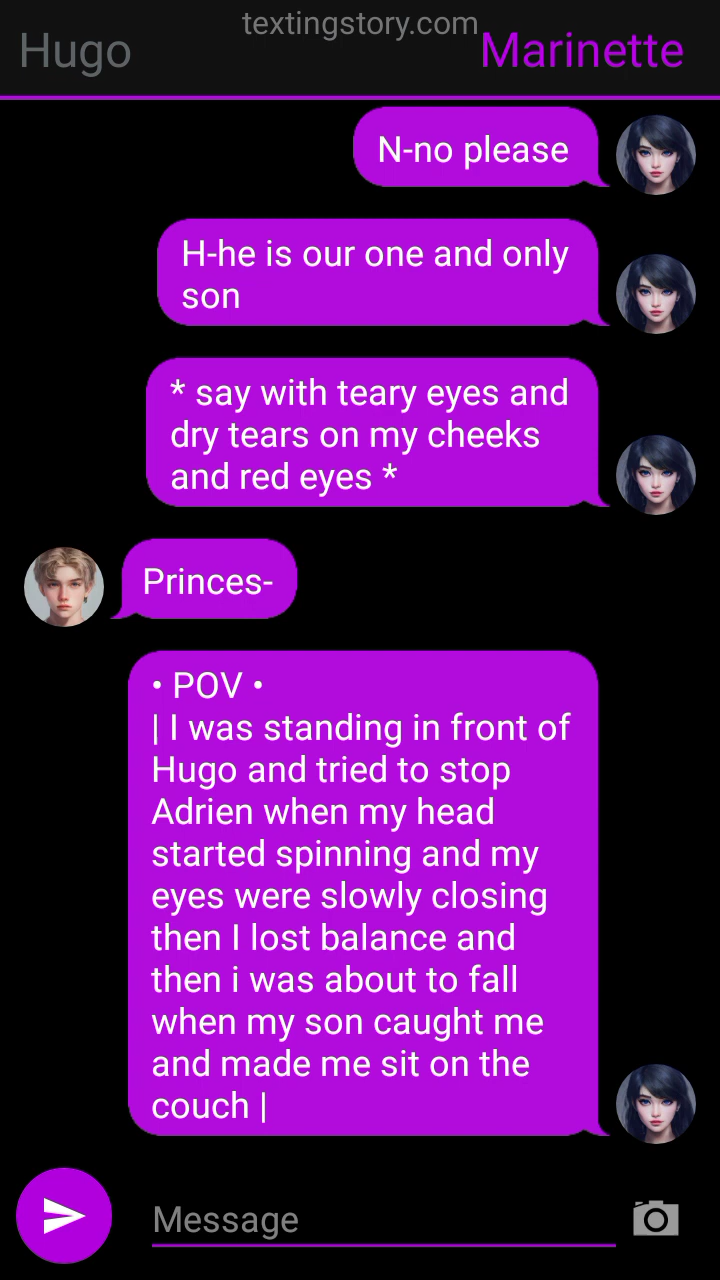 textingstory.com
Hugo
Marinette
N-no please
H-he is our one and only
son
* say with teary eyes and
dry tears on my cheeks
and red eyes *
Princes-
• POV •
| I was standing in front of
Hugo and tried to stop
Adrien when my head
started spinning and my
eyes were slowly closing
then I lost balance and
then i was about to fall
when my son caught me
and made me sit on the
couch |
Message